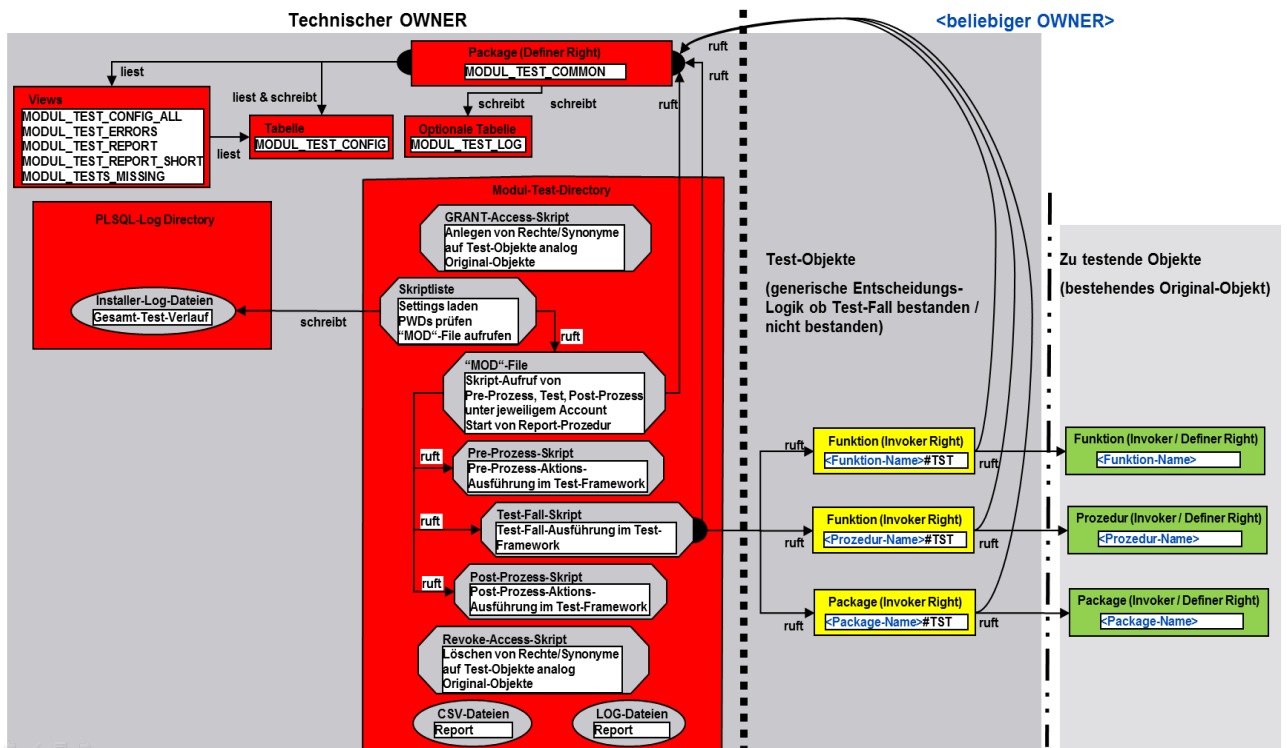 Technischer OWNER
<beliebiger OWNER>
Package (Definer Right)
MODUL_TEST_COMMON
ruft
ruft
ruft
liest
liest & schreibt
schreibt
schreibt
Views
MODUL_TEST_CONFIG_ALL
MODUL_TEST_ERRORS
MODUL_TEST_REPORT
MODUL_TEST_REPORT_SHORT
MODUL_TESTS_MISSING
liest
Tabelle
MODUL_TEST_CONFIG
Optionale Tabelle
MODUL_TEST_LOG
Modul-Test-Directory
PLSQL-Log Directory
Installer-Log-Dateien
Gesamt-Test-Verlauf
schreibt
GRANT-Access-Skript
Anlegen von Rechte/Synonyme
auf Test-Objekte analog
Original-Objekte
Skriptliste
Settings laden
PWDs prüfen
“MOD“-File aufrufen
ruft
“MOD“-File
Skript-Aufruf von
Pre-Prozess, Test, Post-Prozess
unter jeweiligem Account
Start von Report-Prozedur
ruft
Pre-Prozess-Skript
Pre-Prozess-Aktions-
Ausführung im Test-Framework
ruft
Test-Fall-Skript
Test-Fall-Ausführung im Test-
Framework
ruft
Post-Prozess-Skript
Post-Prozess-Aktions-
Ausführung im Test-Framework
Revoke-Access-Skript
Löschen von Rechte/Synonyme
auf Test-Objekte analog
Original-Objekte
CSV-Dateien
Report
LOG-Dateien
Report
Test-Objekte
(generische Entscheidungs-
Logik ob Test-Fall bestanden /
nicht bestanden)
Zu testende Objekte
(bestehendes Original-Objekt)
ruft
Funktion (Invoker Right)
<Funktion-Name>#TST
ruft
Funktion (Invoker / Definer Right)
<Funktion-Name>
ruft
Funktion (Invoker Right)
<Prozedur-Name>#TST
ruft
Prozedur (Invoker / Definer Right)
<Prozedur-Name>
ruft
Package (Invoker Right)
<Package-Name>#TST
ruft
Package (Invoker / Definer Right)
<Package-Name>